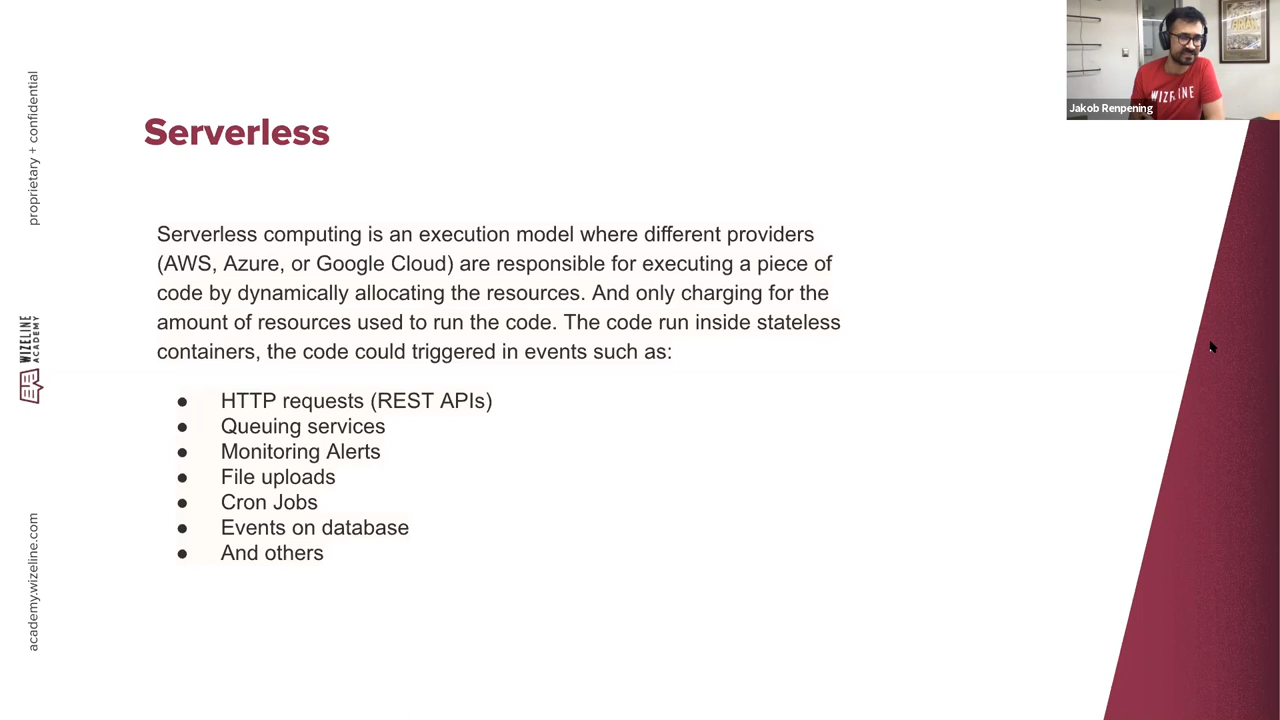 Serverless
Serverless computing is an execution model where different providers
(AWS, Azure, or Google Cloud) are responsible for executing a piece of
code by dynamically allocating the resources. And only charging for the
amount of resources used to run the code. The code run inside stateless
containers, the code could triggered in events such as:
● HTTP requests (REST APIs)
● Queuing services
● Monitoring Alerts
● File uploads
● Cron Jobs
● Events on database
● And others
proprietary + confidential
WIZELINE
ACADEMY
academy.wizeline.com
WIZELINE
Jakob Renpening